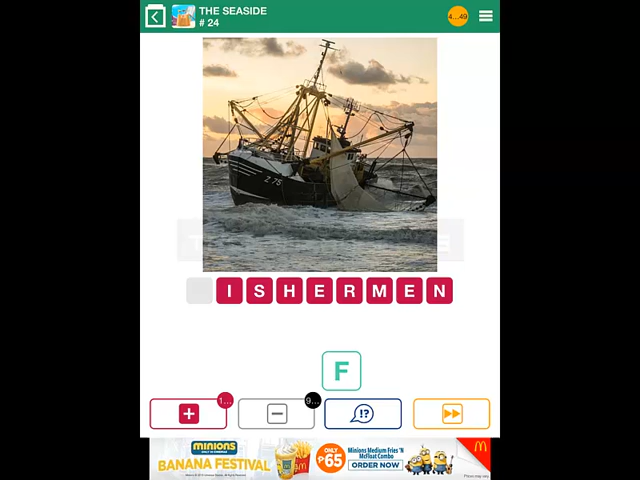 THE SEASIDE
# 24
4...49
Z 75
I S H E R M E N
F
1...
9...
!?
MINIONS
BANANA FESTIVAL
ONLY
₱65
Minions Medium Fries 'N
McFloat Combo
ORDER NOW